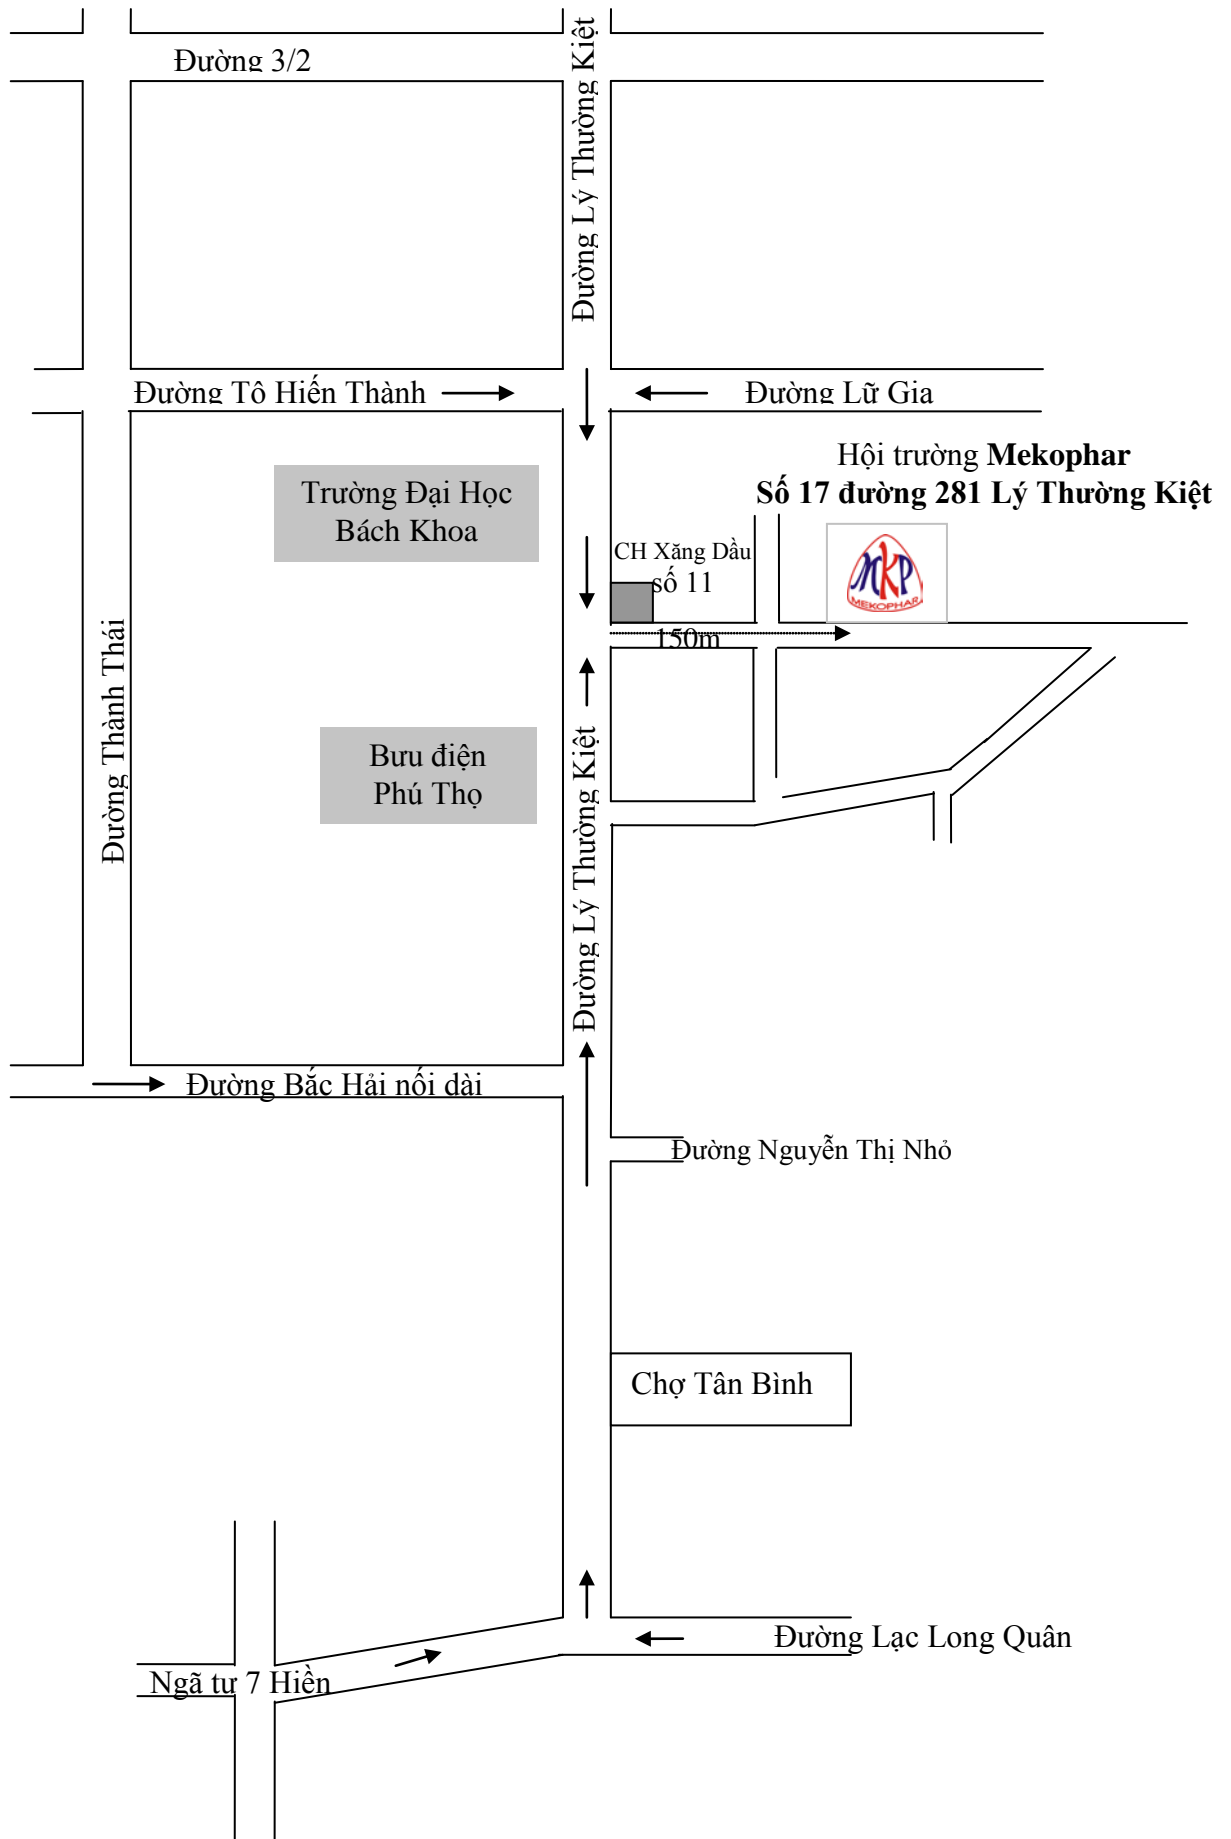 Đường 3/2
Đường Lý Thường Kiệt
Đường Tô Hiến Thành
Đường Lữ Gia
Hội trường Mekophar
Số 17 đường 281 Lý Thường Kiệt
Trường Đại Học
Bách Khoa
CH Xăng Dầu
số 11
MKP
MEKOPHAR
150m
Đường Thành Thái
Bưu điện
Phú Thọ
Đường Lý Thường Kiệt
Đường Bắc Hải nối dài
Đường Nguyễn Thị Nhỏ
Chợ Tân Bình
Đường Lạc Long Quân
Ngã tư 7 Hiền